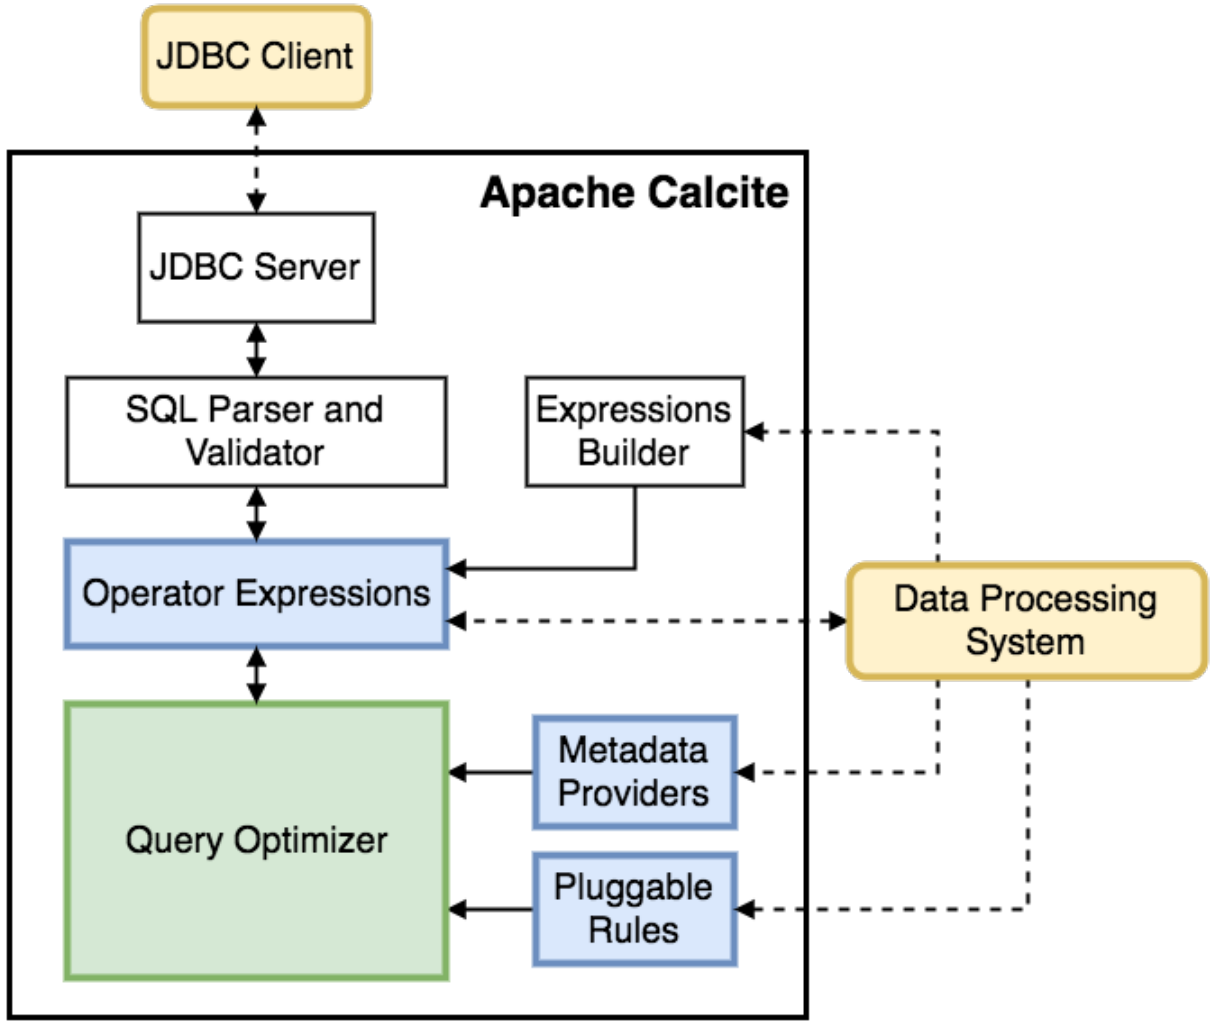 JDBC Client
Apache Calcite
JDBC Server
SQL Parser and
Validator
Expressions
Builder
Operator Expressions
Data Processing
System
Metadata
Providers
Query Optimizer
Pluggable
Rules